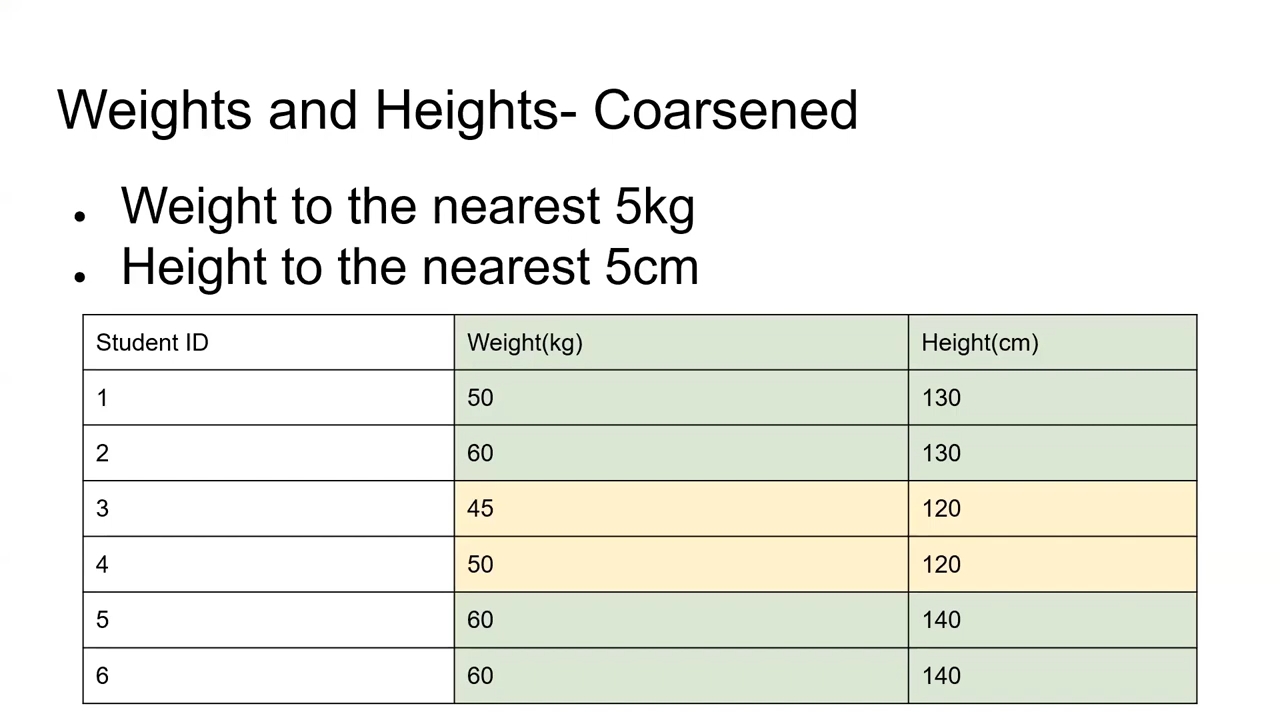 Weights and Heights- Coarsened
● Weight to the nearest 5kg
● Height to the nearest 5cm
Student ID Weight(kg) Height(cm)
1 50 130
2 60 130
3 45 120
4 50 120
5 60 140
6 60 140